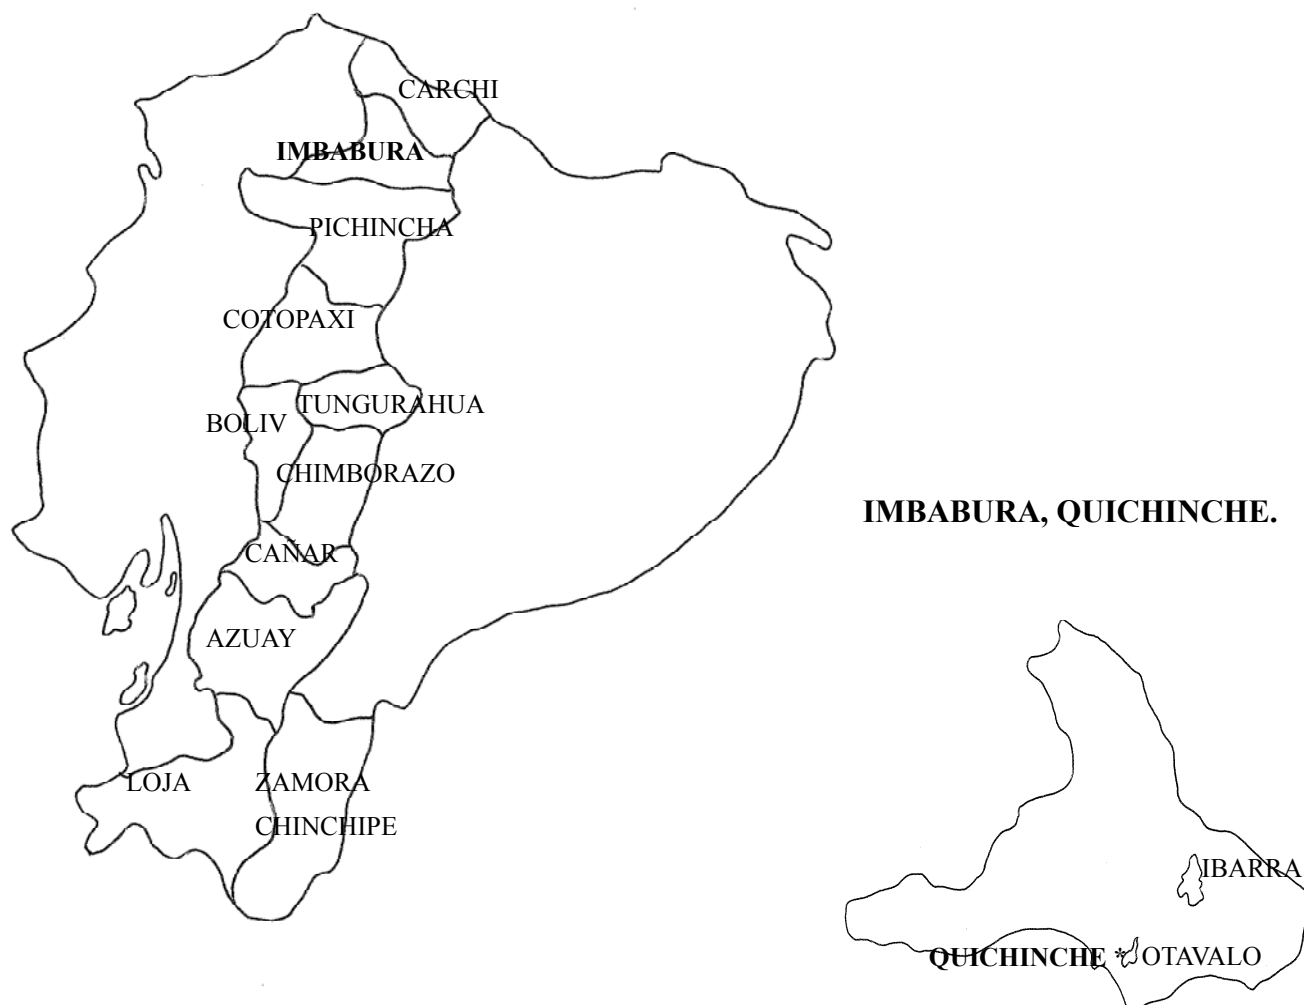 CARCHI
IMBABURA
PICHINCHA
COTOPAXI
TUNGURAHUA
BOLIV
CHIMBORAZO
IMBABURA, QUICHINCHE.
CAÑAR
AZUAY
LOJA
ZAMORA
CHINCHIPE
IBARRA
QUICHINCHE * OTAVALO